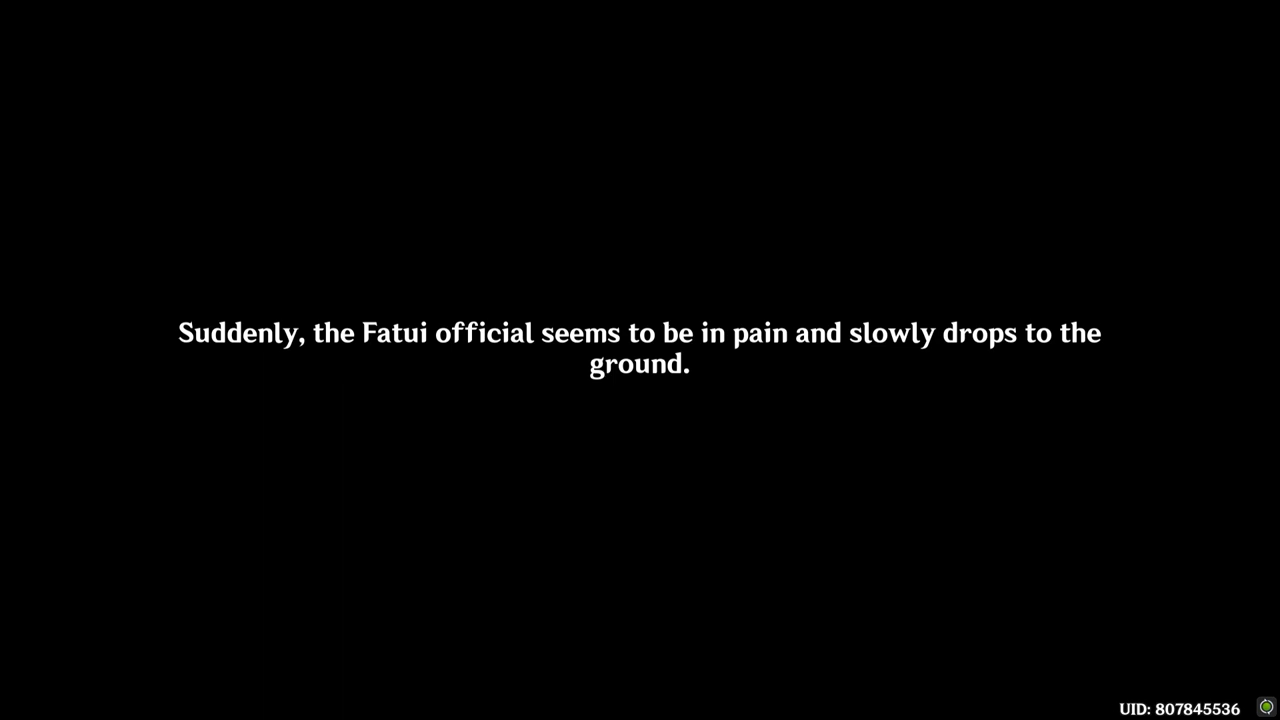 Suddenly, the Fatui official seems to be in pain and slowly drops to the
ground.
UID: 807845536